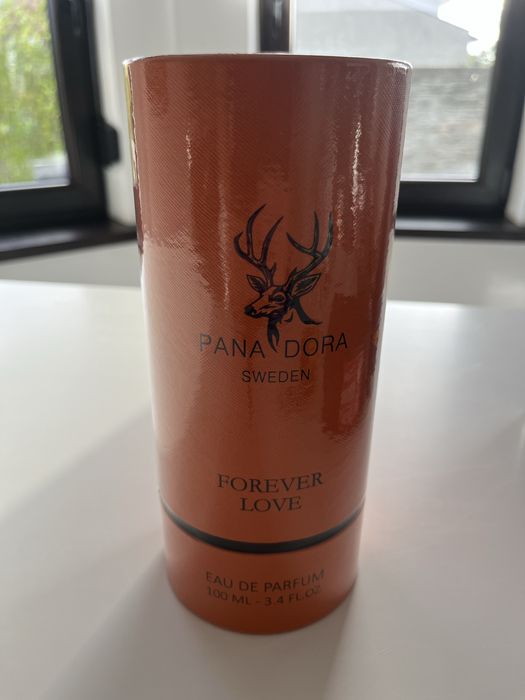 PANA DORA
SWEDEN
FOREVER
LOVE
EAU DE PARFUM
100 ML - 3.4 FL.OZ